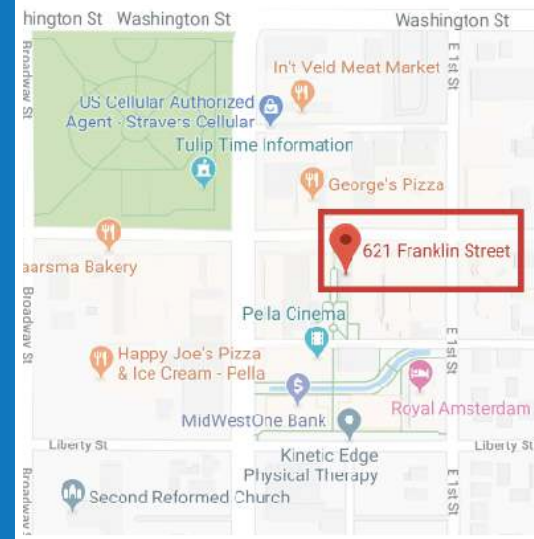 hington St
Washington St
Washington St
Broadway St
E 1st St
In't Veld Meat Market
US Cellular Authorized
Agent - Stravers Cellular
Tulip Time Information
George's Pizza
621 Franklin Street
aarsma Bakery
Broadway St
Pella Cinema
E 1st St
Happy Joe's Pizza
& Ice Cream - Pella
Royal Amsterdam
MidWestOne Bank
Liberty St
Liberty St
Kinetic Edge
Physical Therapy
Broadway S
E 1st St
Second Reformed Church